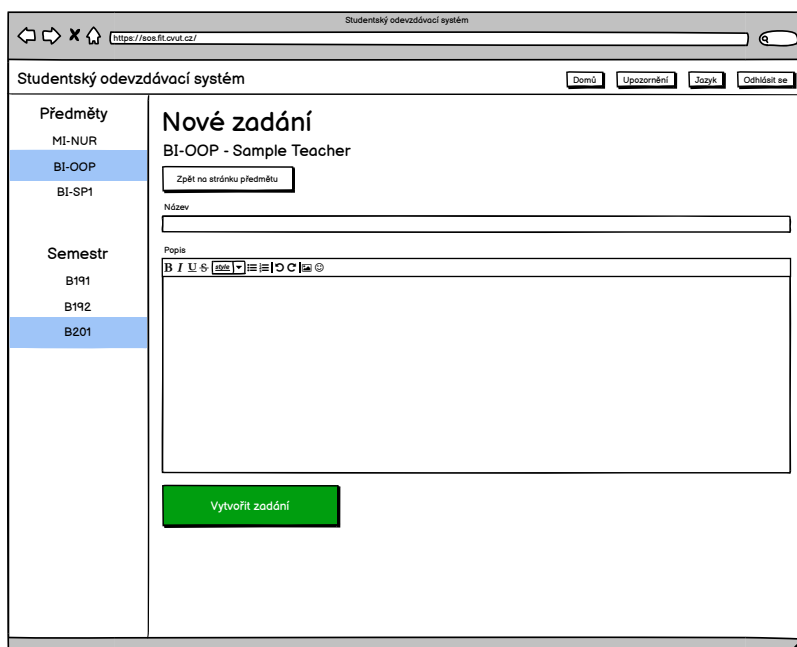 Studentský odevzdávací systém
https://sos.fit.cvut.cz/
Studentský odevzdávací systém
Domů
Upozornění
Jazyk
Odhlásit se
Předměty
MI-NUR
BI-OOP
BI-SP1
Semestr
B191
B192
B201
Nové zadání
BI-OOP - Sample Teacher
Zpět na stránku předmětu
Název
Popis
B I U S style
Vytvořit zadání